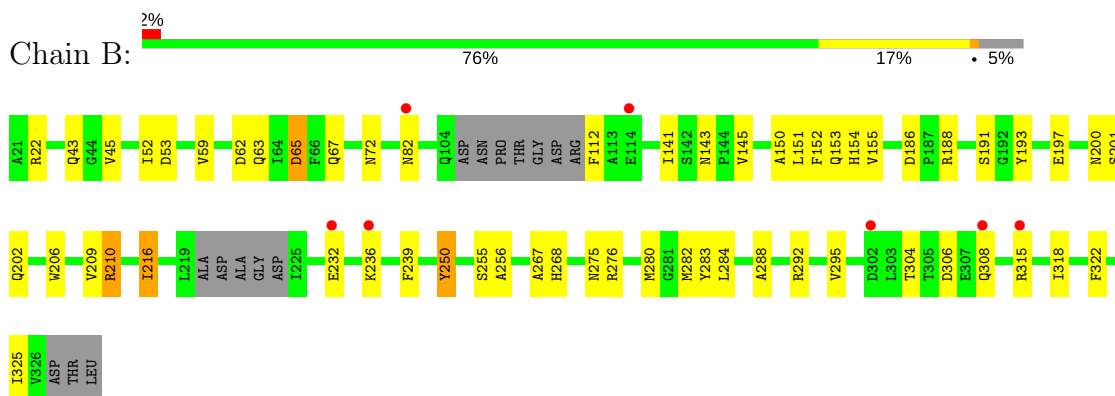 2%
Chain B:
76% 17% • 5%
A21 R22 Q43 G44 V45 I52 D53 V59 D62 Q63 I64 D65 F66 Q67 N72 N82 Q104 ASP ASN PRO THR GLY ASP ARG F112 A113 E114 I141 S142 N143 P144 V145 A150 L151 F152 Q153 H154 V155 D186 P187 R188 S191 G192 Y193 E197 N200 S201
Q202 W206 V209 R210 I216 L219 ALA ASP ALA GLY ASP I225 E232 K236 F239 Y250 S255 A256 A267 H268 N275 R276 M280 G281 M282 Y283 L284 A288 R292 V295 D302 L303 T304 T305 D306 E307 Q308 R315 I318 F322
I325 V326 ASP THR LEU